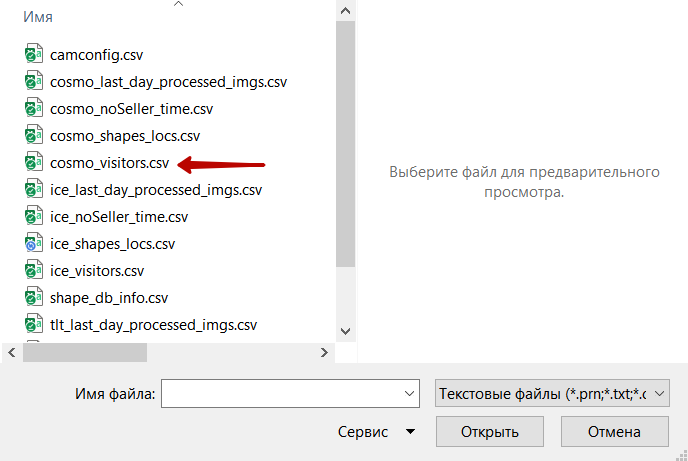 Имя
camconfig.csv
cosmo_last_day_processed_imgs.csv
cosmo_noSeller_time.csv
cosmo_shapes_locs.csv
cosmo_visitors.csv
ice_last_day_processed_imgs.csv
ice_noSeller_time.csv
ice_shapes_locs.csv
ice_visitors.csv
shape_db_info.csv
tlt_last_day_processed_imgs.csv
Выберите файл для предварительного
просмотра.
Имя файла:
Текстовые файлы (*.prn;*.txt;*.c
Сервис
Открыть
Отмена